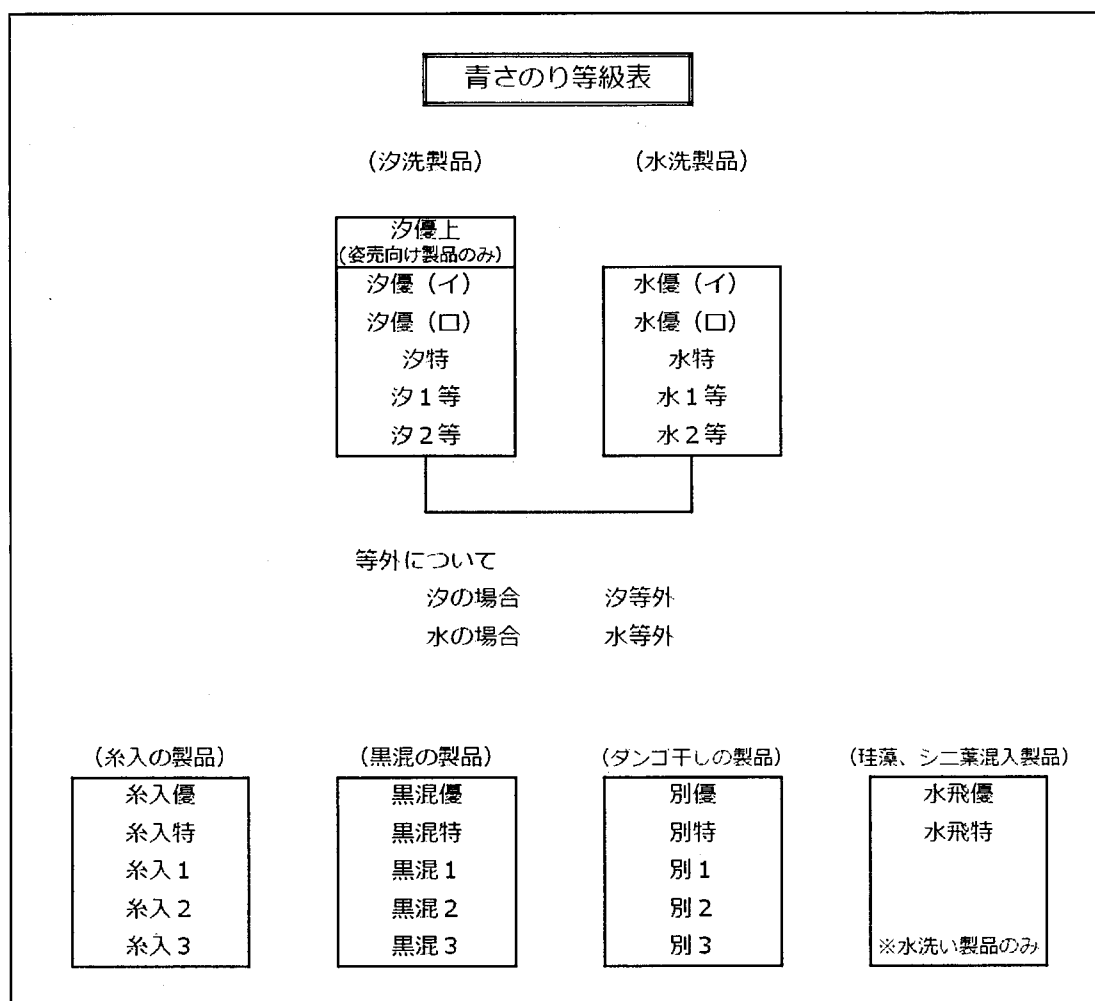 青さのり等級表
(汐洗製品) (水洗製品)
汐優上
(姿売向け製品のみ)
汐優(イ) 水優(イ)
汐優(ロ) 水優(ロ)
汐特 水特
汐1等 水1等
汐2等 水2等
等外について
汐の場合 汐等外
水の場合 水等外
(糸入の製品) (黒混の製品) (ダンゴ干しの製品) (珪藻、シニ葉混入製品)
糸入優 黒混優 別優 水飛優
糸入特 黒混特 別特 水飛特
糸入1 黒混1 別1
糸入2 黒混2 別2
糸入3 黒混3 別3 ※水洗い製品のみ